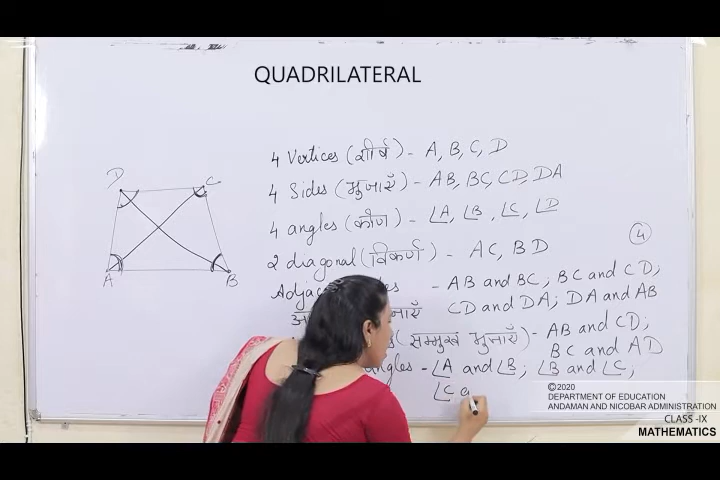 QUADRILATERAL
4 Vertices (शीर्ष) - A, B, C, D
4 Sides (भुजाएँ) - AB, BC, CD, DA
4 angles (कोण) - ∠A, ∠B, ∠C, ∠D
2 diagonal (विकर्ण) - AC, BD
4
- AB and BC; BC and CD;
CD and DA; DA and AB
(सम्मुख भुजाएँ) - AB and CD;
BC and AD
angles - ∠A and ∠B; ∠B and ∠C;
∠C a
D
C
A
B
©2020
DEPARTMENT OF EDUCATION
ANDAMAN AND NICOBAR ADMINISTRATION
CLASS -IX
MATHEMATICS